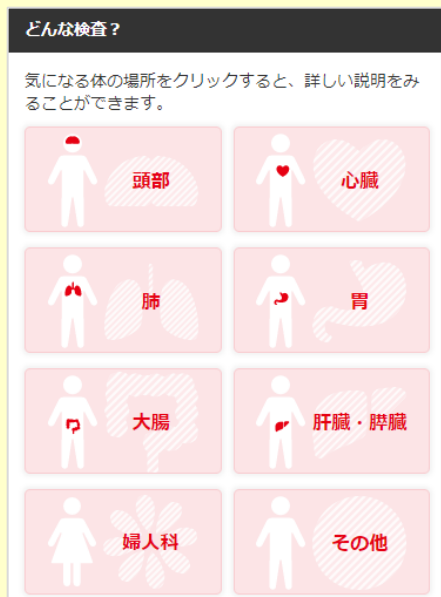 どんな検査？
気になる体の場所をクリックすると、詳しい説明をみ
ることができます。
頭部
心臓
肺
胃
大腸
肝臓・膵臓
婦人科
その他